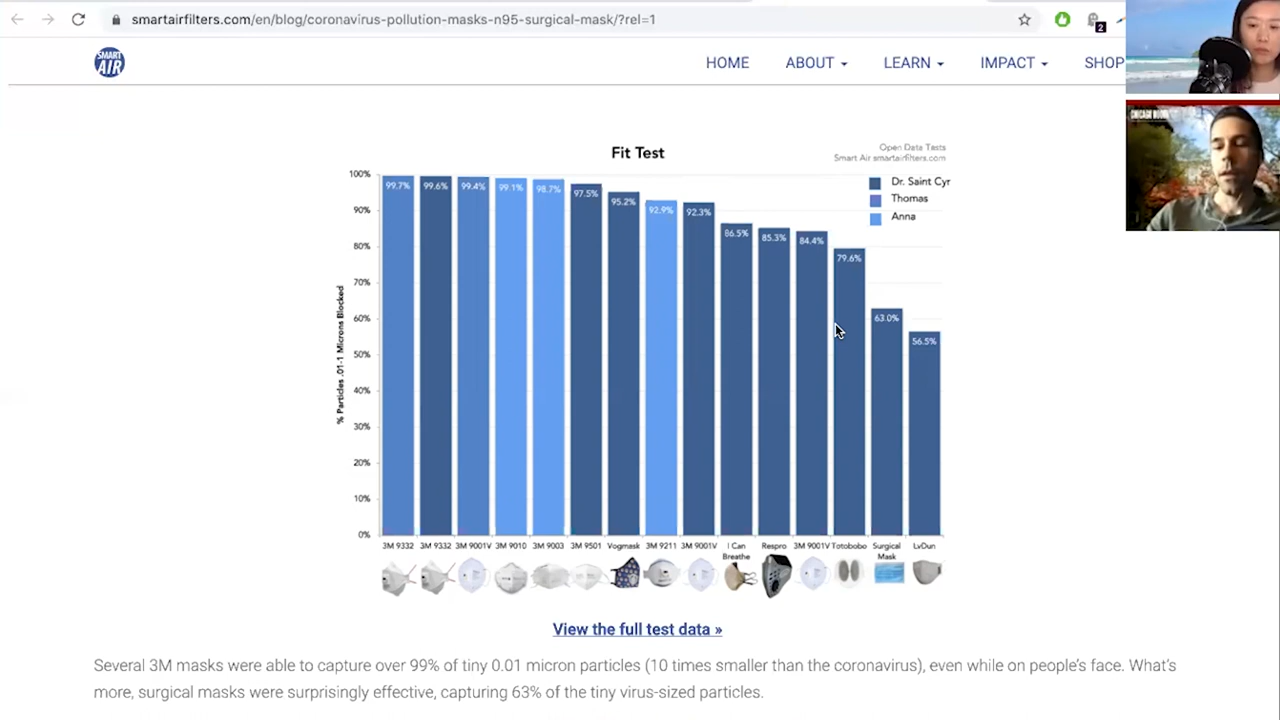 smartairfilters.com/en/blog/coronavirus-pollution-masks-n95-surgical-mask/?rel=1
2
SMART
AIR
HOME ABOUT LEARN IMPACT SHOP
Fit Test
Open Data Tests
Smart Air smartairfilters.com
Dr. Saint Cyr
Thomas
Anna
% Particles .01-1 Microns Blocked
100%
90%
80%
70%
60%
50%
40%
30%
20%
10%
0%
99.7% 99.6% 99.4% 99.1% 98.7% 97.5% 95.2% 92.9% 92.3% 86.5% 85.3% 84.4% 79.6% 63.0% 56.5%
3M 9332 3M 9332 3M 9001V 3M 9010 3M 9003 3M 9501 Vogmask 3M 9211 3M 9001V I Can Breathe Respro 3M 9001V Totobobo Surgical Mask LvDun
View the full test data »
Several 3M masks were able to capture over 99% of tiny 0.01 micron particles (10 times smaller than the coronavirus), even while on people's face. What's
more, surgical masks were surprisingly effective, capturing 63% of the tiny virus-sized particles.